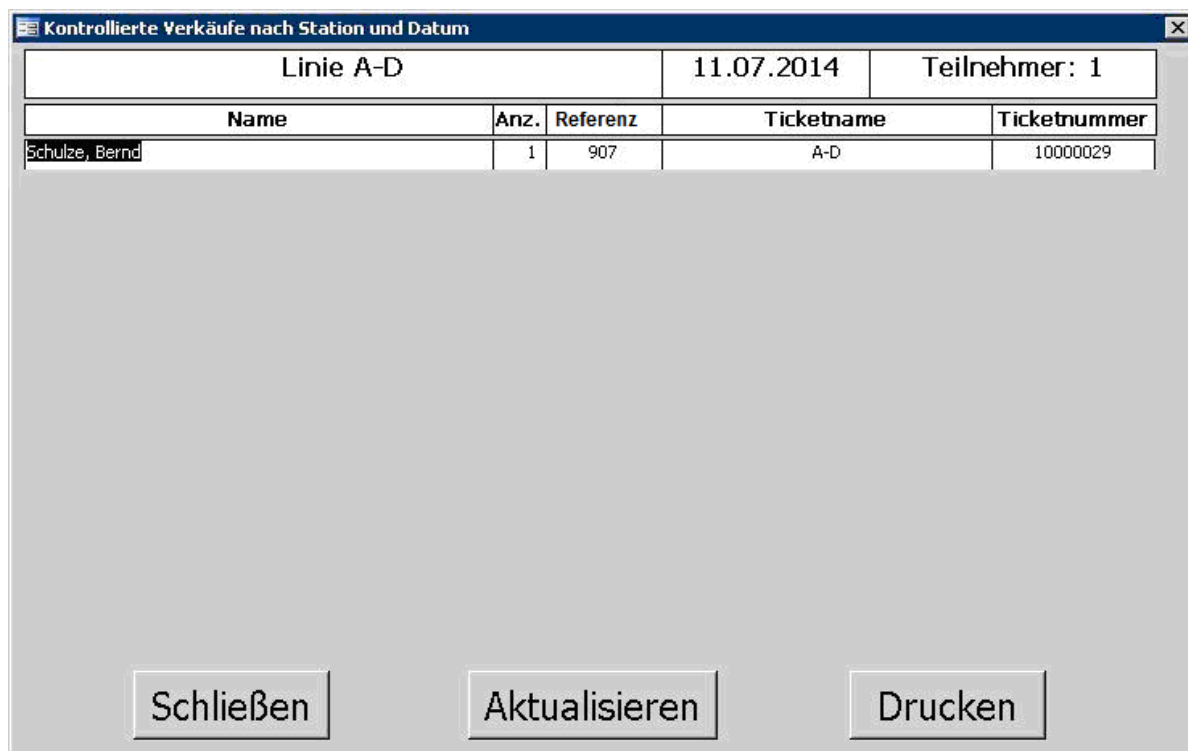 Kontrollierte Verkäufe nach Station und Datum
Linie A-D 11.07.2014 Teilnehmer: 1
Name Anz. Referenz Ticketname Ticketnummer
Schulze, Bernd 1 907 A-D 10000029
Schließen Aktualisieren Drucken